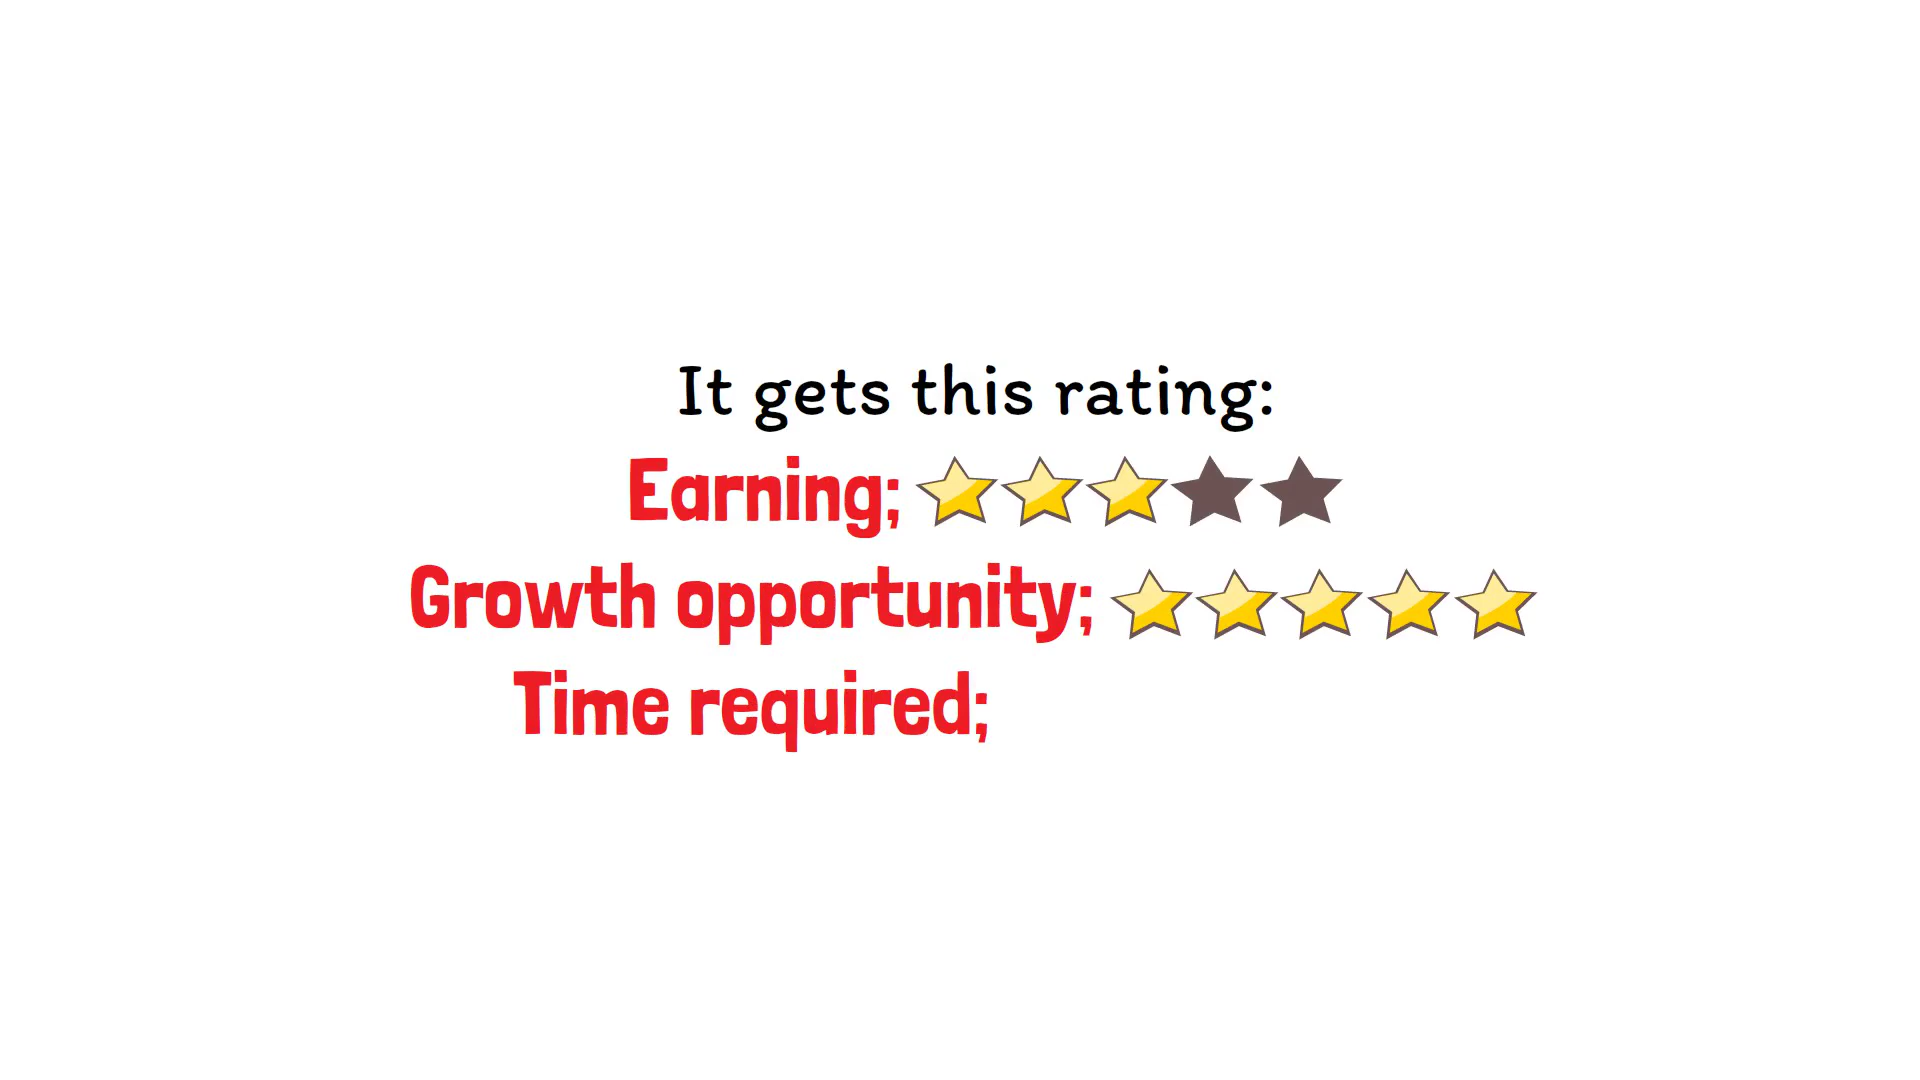 It gets this rating:
Earning;
Growth opportunity;
Time required;